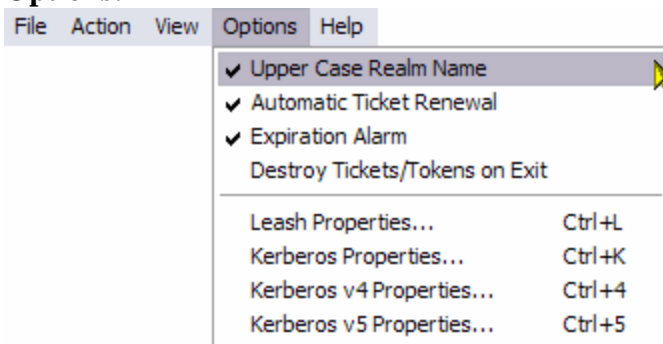 File Action View Options Help
Upper Case Realm Name
Automatic Ticket Renewal
Expiration Alarm
Destroy Tickets/Tokens on Exit
Leash Properties... Ctrl+L
Kerberos Properties... Ctrl+K
Kerberos v4 Properties... Ctrl+4
Kerberos v5 Properties... Ctrl+5